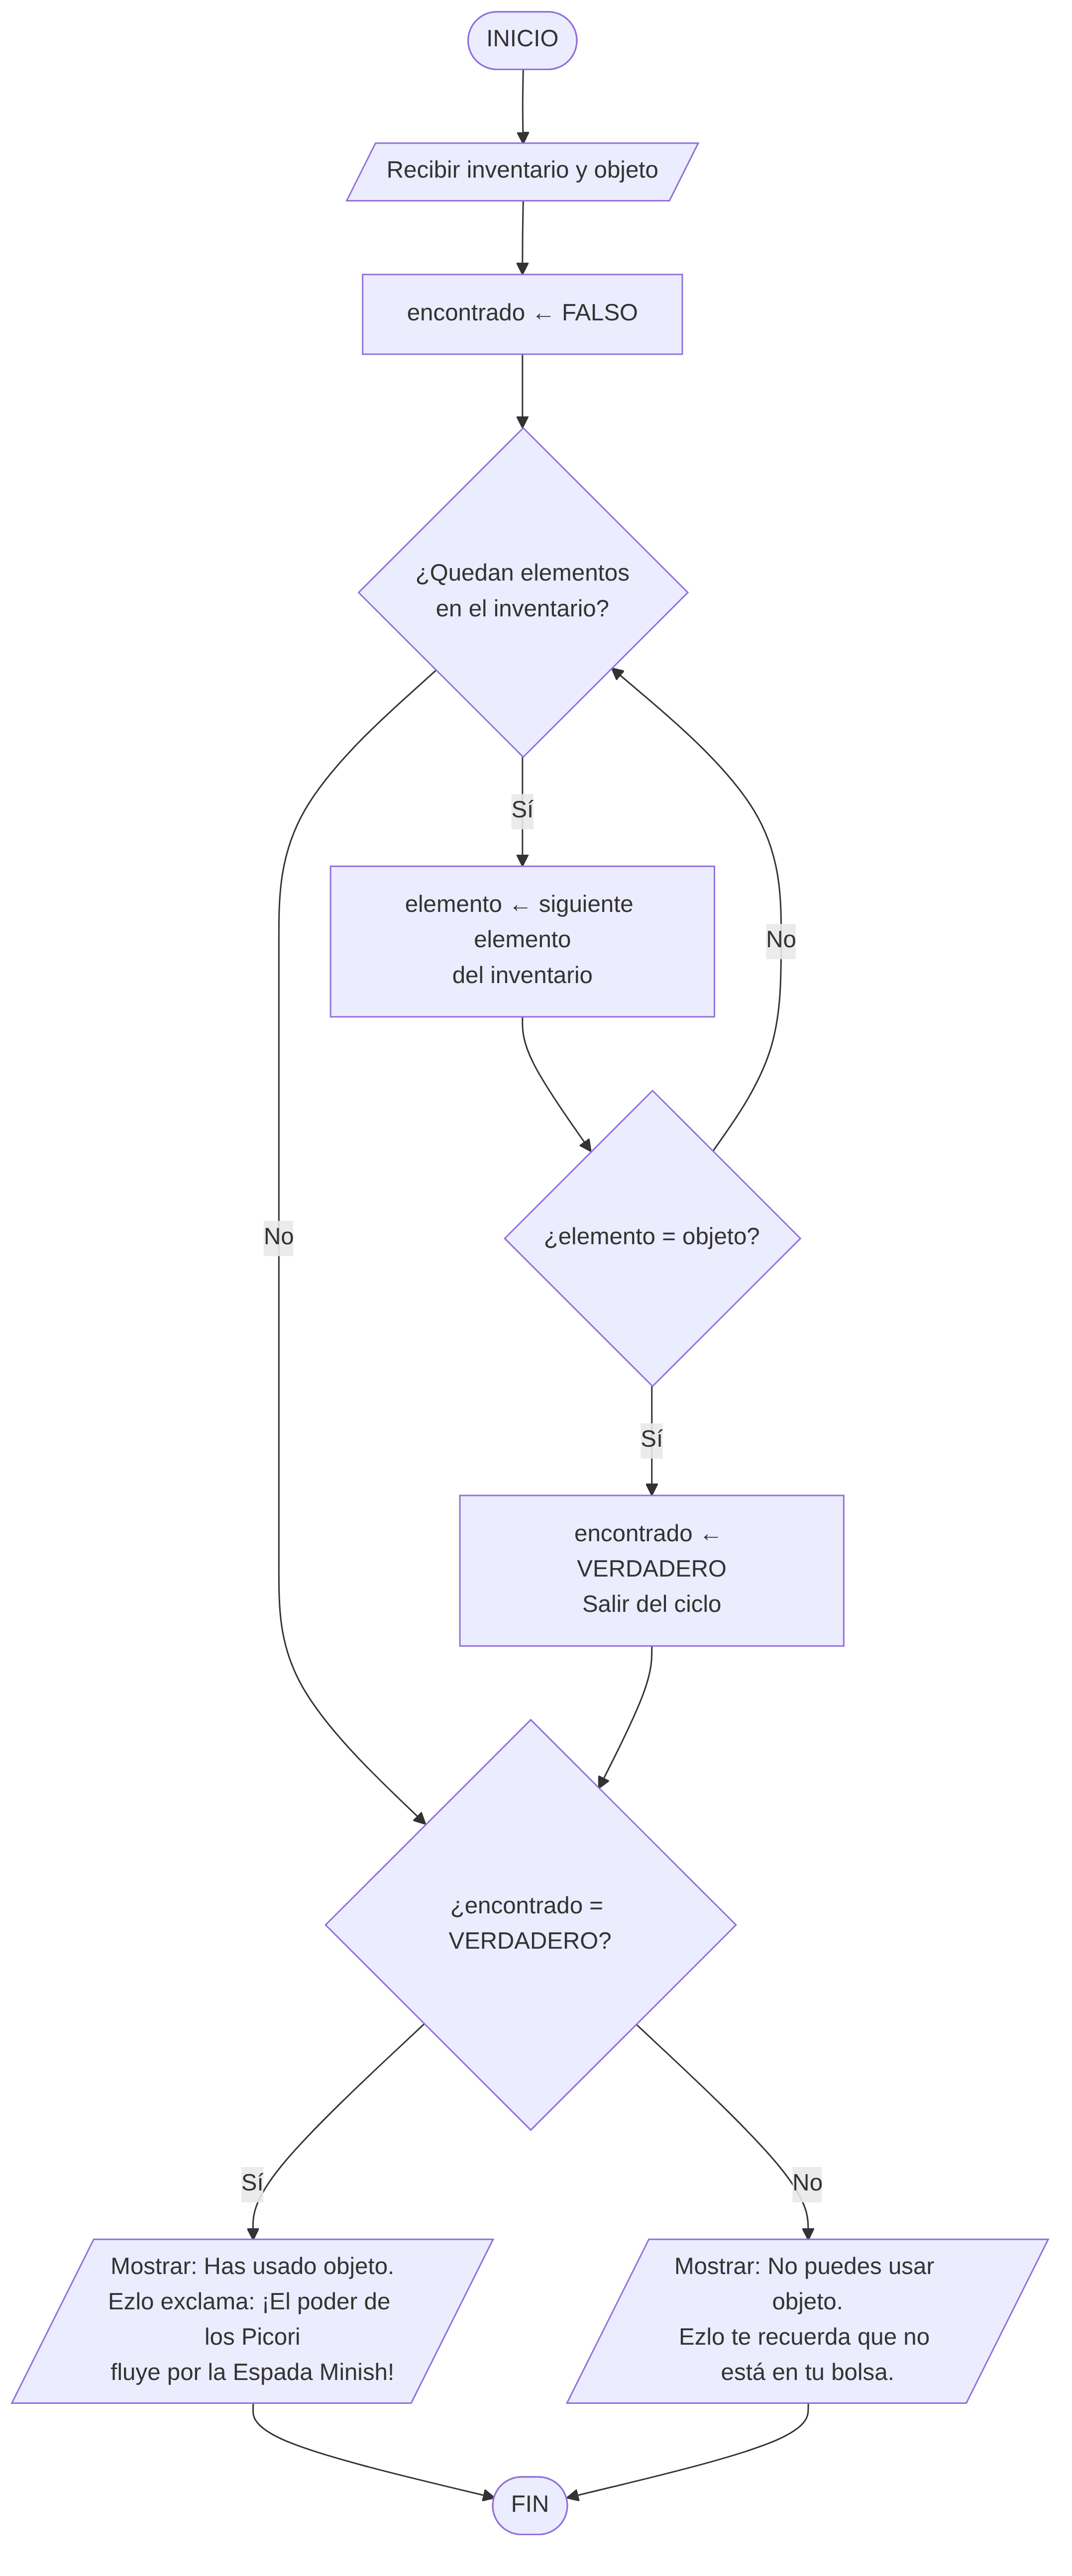 INICIO
Recibir inventario y objeto
encontrado ← FALSO
¿Quedan elementos
en el inventario?
Sí
elemento ← siguiente
elemento
del inventario
No
No
¿elemento = objeto?
Sí
encontrado ←
VERDADERO
Salir del ciclo
¿encontrado =
VERDADERO?
Sí
No
Mostrar: Has usado objeto.
Ezlo exclama: ¡El poder de
los Picori
fluye por la Espada Minish!
Mostrar: No puedes usar
objeto.
Ezlo te recuerda que no
está en tu bolsa.
FIN